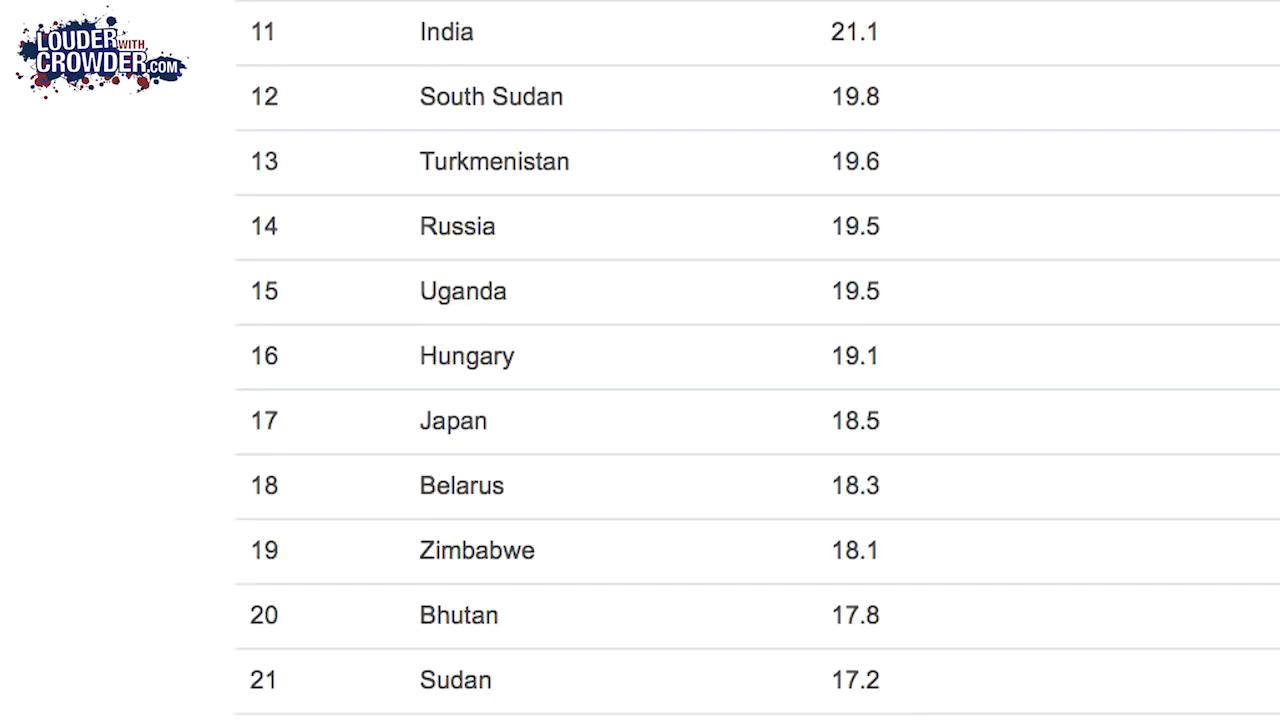 LOUDER WITH
CROWDER.COM
11 India 21.1
12 South Sudan 19.8
13 Turkmenistan 19.6
14 Russia 19.5
15 Uganda 19.5
16 Hungary 19.1
17 Japan 18.5
18 Belarus 18.3
19 Zimbabwe 18.1
20 Bhutan 17.8
21 Sudan 17.2